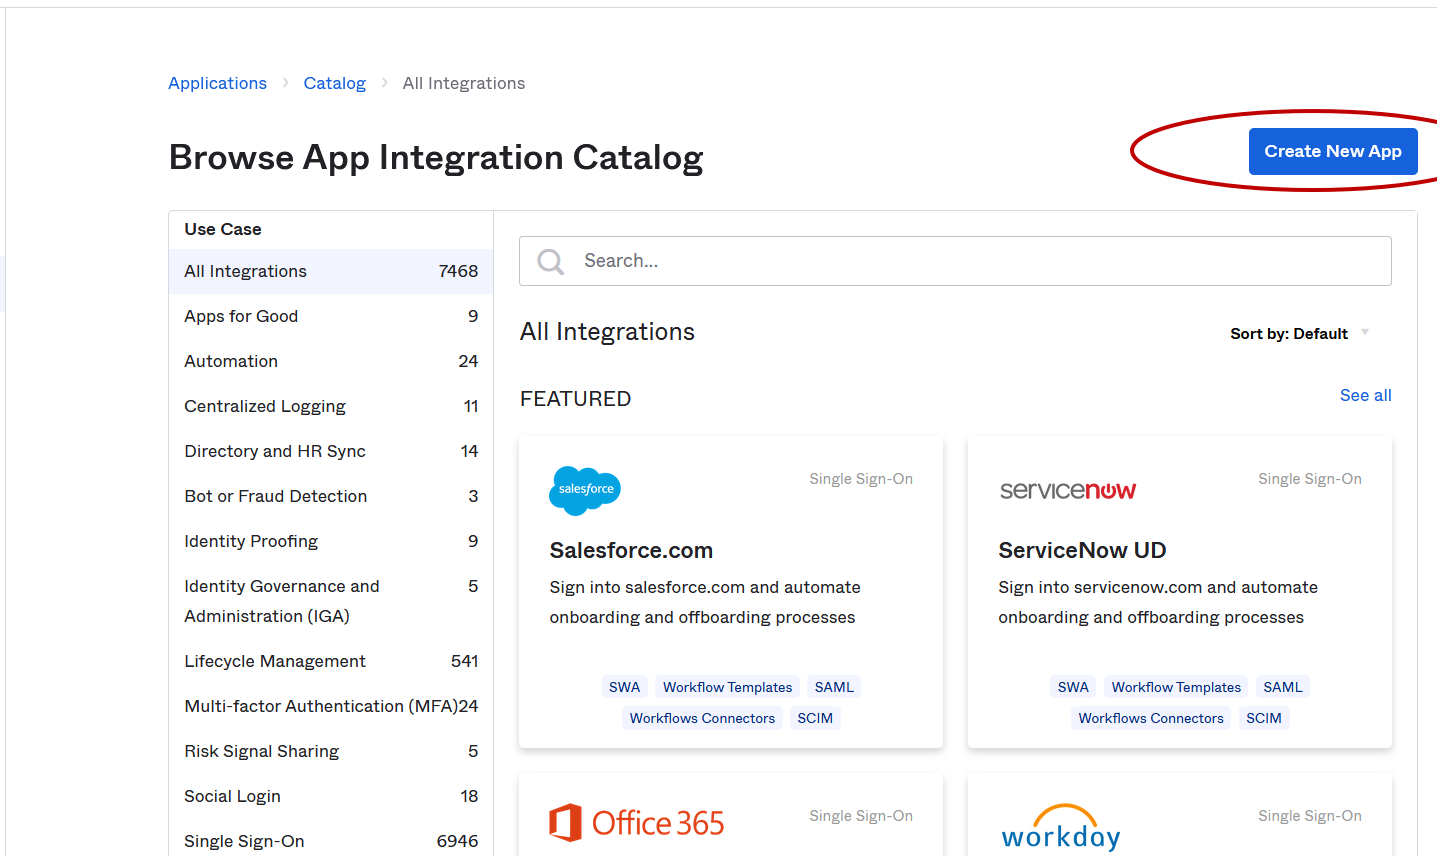 Applications > Catalog > All Integrations
Browse App Integration Catalog
Create New App
Use Case
All Integrations 7468
Apps for Good 9
Automation 24
Centralized Logging 11
Directory and HR Sync 14
Bot or Fraud Detection 3
Identity Proofing 9
Identity Governance and 5
Administration (IGA)
Lifecycle Management 541
Multi-factor Authentication (MFA)24
Risk Signal Sharing 5
Social Login 18
Single Sign-On 6946
Search...
All Integrations
Sort by: Default
FEATURED
See all
salesforce
Single Sign-On
Salesforce.com
Sign into salesforce.com and automate
onboarding and offboarding processes
SWA Workflow Templates SAML
Workflows Connectors SCIM
servicenow
Single Sign-On
ServiceNow UD
Sign into servicenow.com and automate
onboarding and offboarding processes
SWA Workflow Templates SAML
Workflows Connectors SCIM
Office 365
Single Sign-On
workday
Single Sign-On